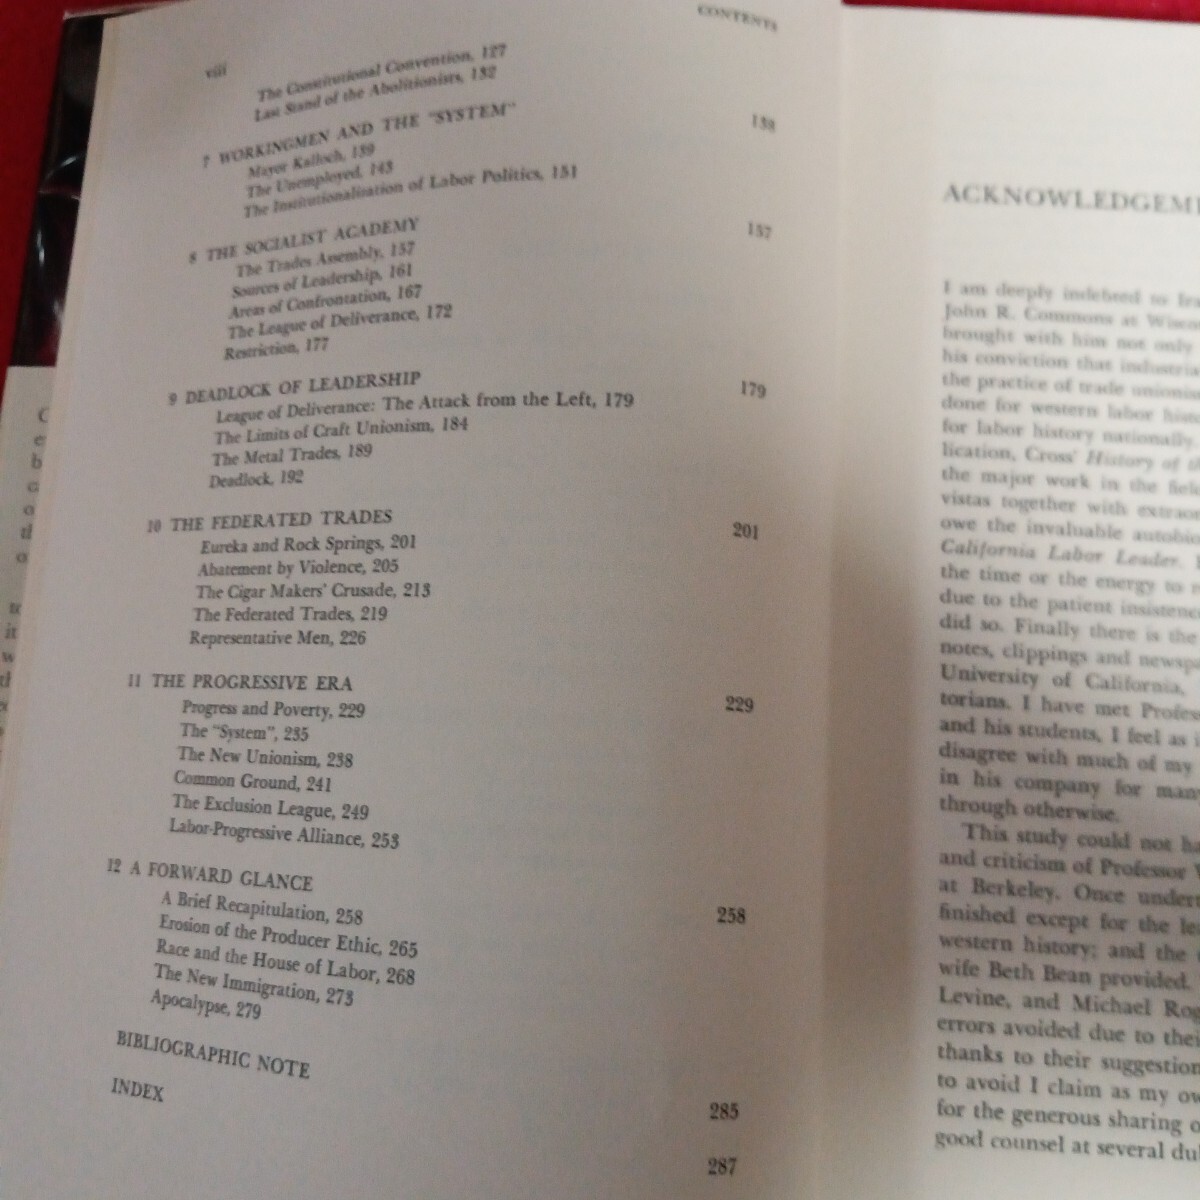 viii
CONTENTS
The Constitutional Convention, 127
Last Stand of the Abolitionists, 132
7 WORKINGMEN AND THE "SYSTEM" 138
Mayor Kalloch, 139
The Unemployed, 143
The Institutionalization of Labor Politics, 151
8 THE SOCIALIST ACADEMY 157
The Trades Assembly, 157
Sources of Leadership, 161
Areas of Confrontation, 167
The League of Deliverance, 172
Restriction, 177
9 DEADLOCK OF LEADERSHIP 179
League of Deliverance: The Attack from the Left, 179
The Limits of Craft Unionism, 184
The Metal Trades, 189
Deadlock, 192
10 THE FEDERATED TRADES 201
Eureka and Rock Springs, 201
Abatement by Violence, 205
The Cigar Makers' Crusade, 213
The Federated Trades, 219
Representative Men, 226
11 THE PROGRESSIVE ERA 229
Progress and Poverty, 229
The "System", 235
The New Unionism, 238
Common Ground, 241
The Exclusion League, 249
Labor-Progressive Alliance, 253
12 A FORWARD GLANCE 258
A Brief Recapitulation, 258
Erosion of the Producer Ethic, 265
Race and the House of Labor, 268
The New Immigration, 273
Apocalypse, 279
BIBLIOGRAPHIC NOTE 285
INDEX 287
ACKNOWLEDGEM
I am deeply indebted to
John R. Commons at
brought with him not only
his conviction that
the practice of trade
done for western labor
for labor history nationally.
lication, Cross' History of
the major work in the
vistas together with
owe the invaluable
California Labor Leader.
the time or the energy to
due to the patient
did so. Finally there is the
notes, clippings and
University of California,
torians. I have met
and his students, I feel as
disagree with much of my
in his company for
through otherwise.
This study could not
and criticism of Professor
at Berkeley. Once
finished except for the
western history; and the
wife Beth Bean provided.
Levine, and Michael
errors avoided due to
thanks to their
to avoid I claim as my
for the generous sharing
good counsel at several